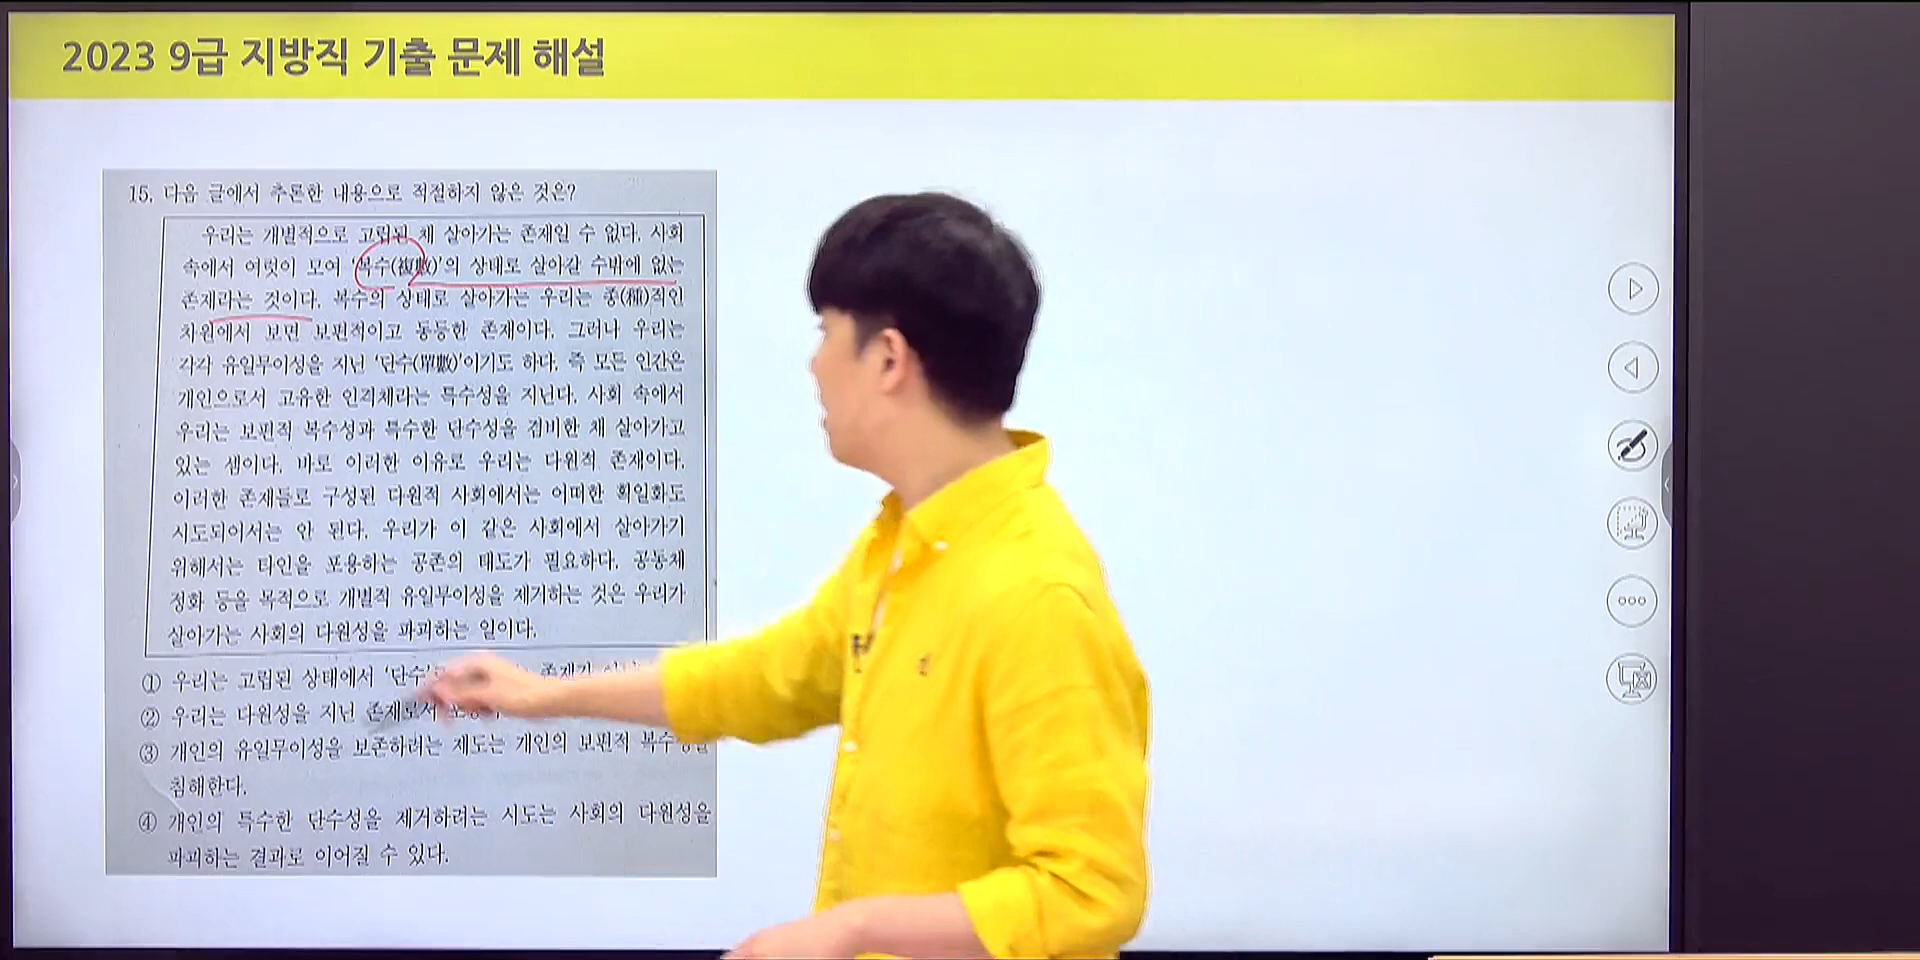 2023 9급 지방직 기출 문제 해설
15. 다음 글에서 추론한 내용으로 적절하지 않은 것은?
우리는 개별적으로 고립된 채 살아가는 존재일 수 없다. 사회
속에서 여럿이 모여 '복수(複數)'의 상태로 살아갈 수밖에 없는
존재라는 것이다. 복수의 상태로 살아가는 우리는 종(種)적인
차원에서 보면 보편적이고 동등한 존재이다. 그러나 우리는
각각 유일무이성을 지닌 '단수(單數)'이기도 하다. 즉 모든 인간은
개인으로서 고유한 인격체라는 특수성을 지닌다. 사회 속에서
우리는 보편적 복수성과 특수한 단수성을 겸비한 채 살아가고
있는 셈이다. 바로 이러한 이유로 우리는 다원적 존재이다.
이러한 존재들로 구성된 다원적 사회에서는 어떠한 획일화도
시도되어서는 안 된다. 우리가 이 같은 사회에서 살아가기
위해서는 타인을 포용하는 공존의 태도가 필요하다. 공동체
정화 등을 목적으로 개별적 유일무이성을 제거하는 것은 우리가
살아가는 사회의 다원성을 파괴하는 일이다.
① 우리는 고립된 상태에서 '단수' 존재가
② 우리는 다원성을 지닌 존재로서
③ 개인의 유일무이성을 보존하려는 제도는 개인의 보편적 복수성을
침해한다.
④ 개인의 특수한 단수성을 제거하려는 시도는 사회의 다원성을
파괴하는 결과로 이어질 수 있다.